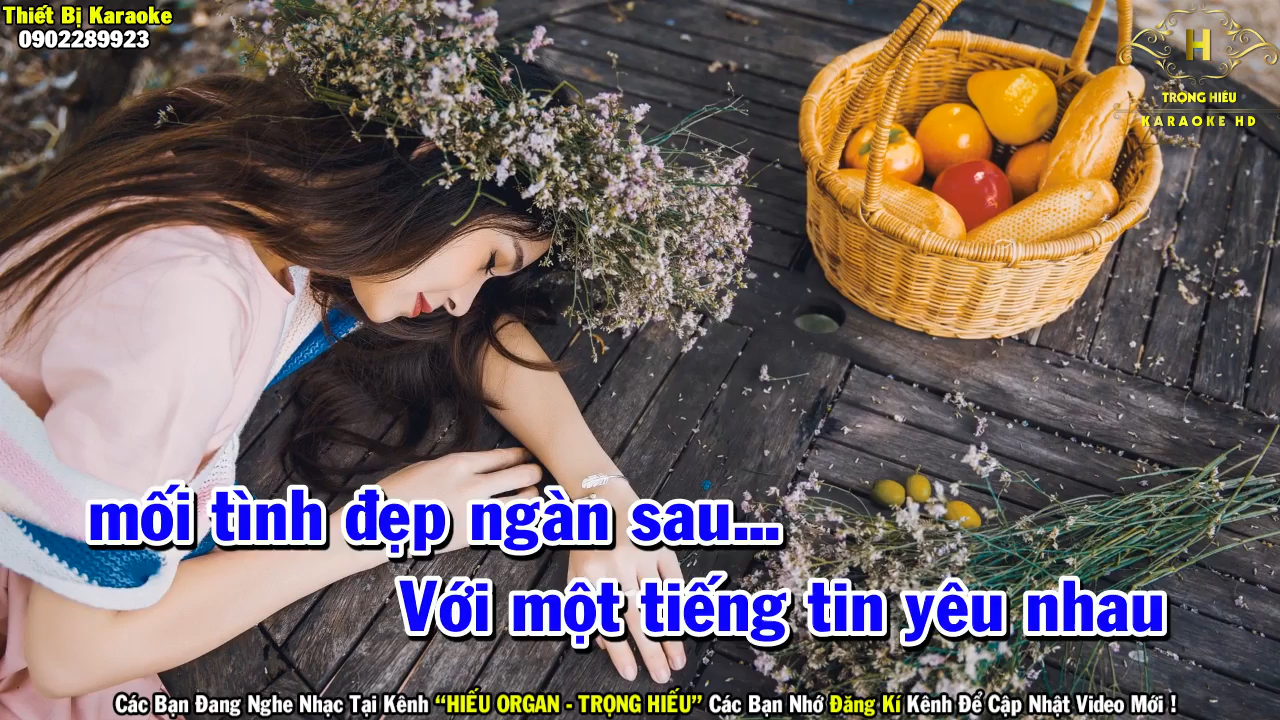 Thiết Bị Karaoke
0902289923
H
TRỌNG HIẾU
KARAOKE HD
mối tình đẹp ngàn sau...
Với một tiếng tin yêu nhau
Các Bạn Đang Nghe Nhạc Tại Kênh “HIẾU ORGAN - TRỌNG HIẾU” Các Bạn Nhớ Đăng Kí Kênh Để Cập Nhật Video Mới !